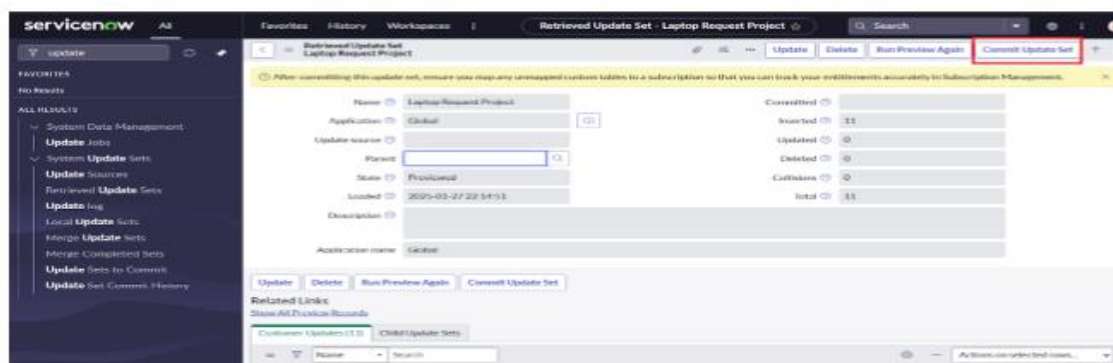 servicenow All Favorites History Workspaces Retrieved Update Set - Laptop Request Project Search
update
Retrieved Update Set
Laptop Request Project
Update Delete Run Preview Again Commit Update Set
After committing this update set, ensure you map any unmapped custom tables to a subscription so that you can track your entitlements accurately in Subscription Management.
FAVORITES
No Results
ALL RESULTS
System Data Management
Update Jobs
System Update Sets
Update Sources
Retrieved Update Sets
Update log
Local Update Sets
Merge Update Sets
Merge Completed Sets
Update Sets to Commit
Update Set Commit History
Name Laptop Request Project
Application Global
Update source
Parent
State Previewed
Loaded 2025-03-27 22:14:51
Description
Application name Global
Committed
Inserted 11
Updated 0
Deleted 0
Collisions 0
Total 11
Update Delete Run Preview Again Commit Update Set
Related Links
Show All Preview Records
Customer Updates (11) Child Update Sets
Name Search Actions on selected rows...